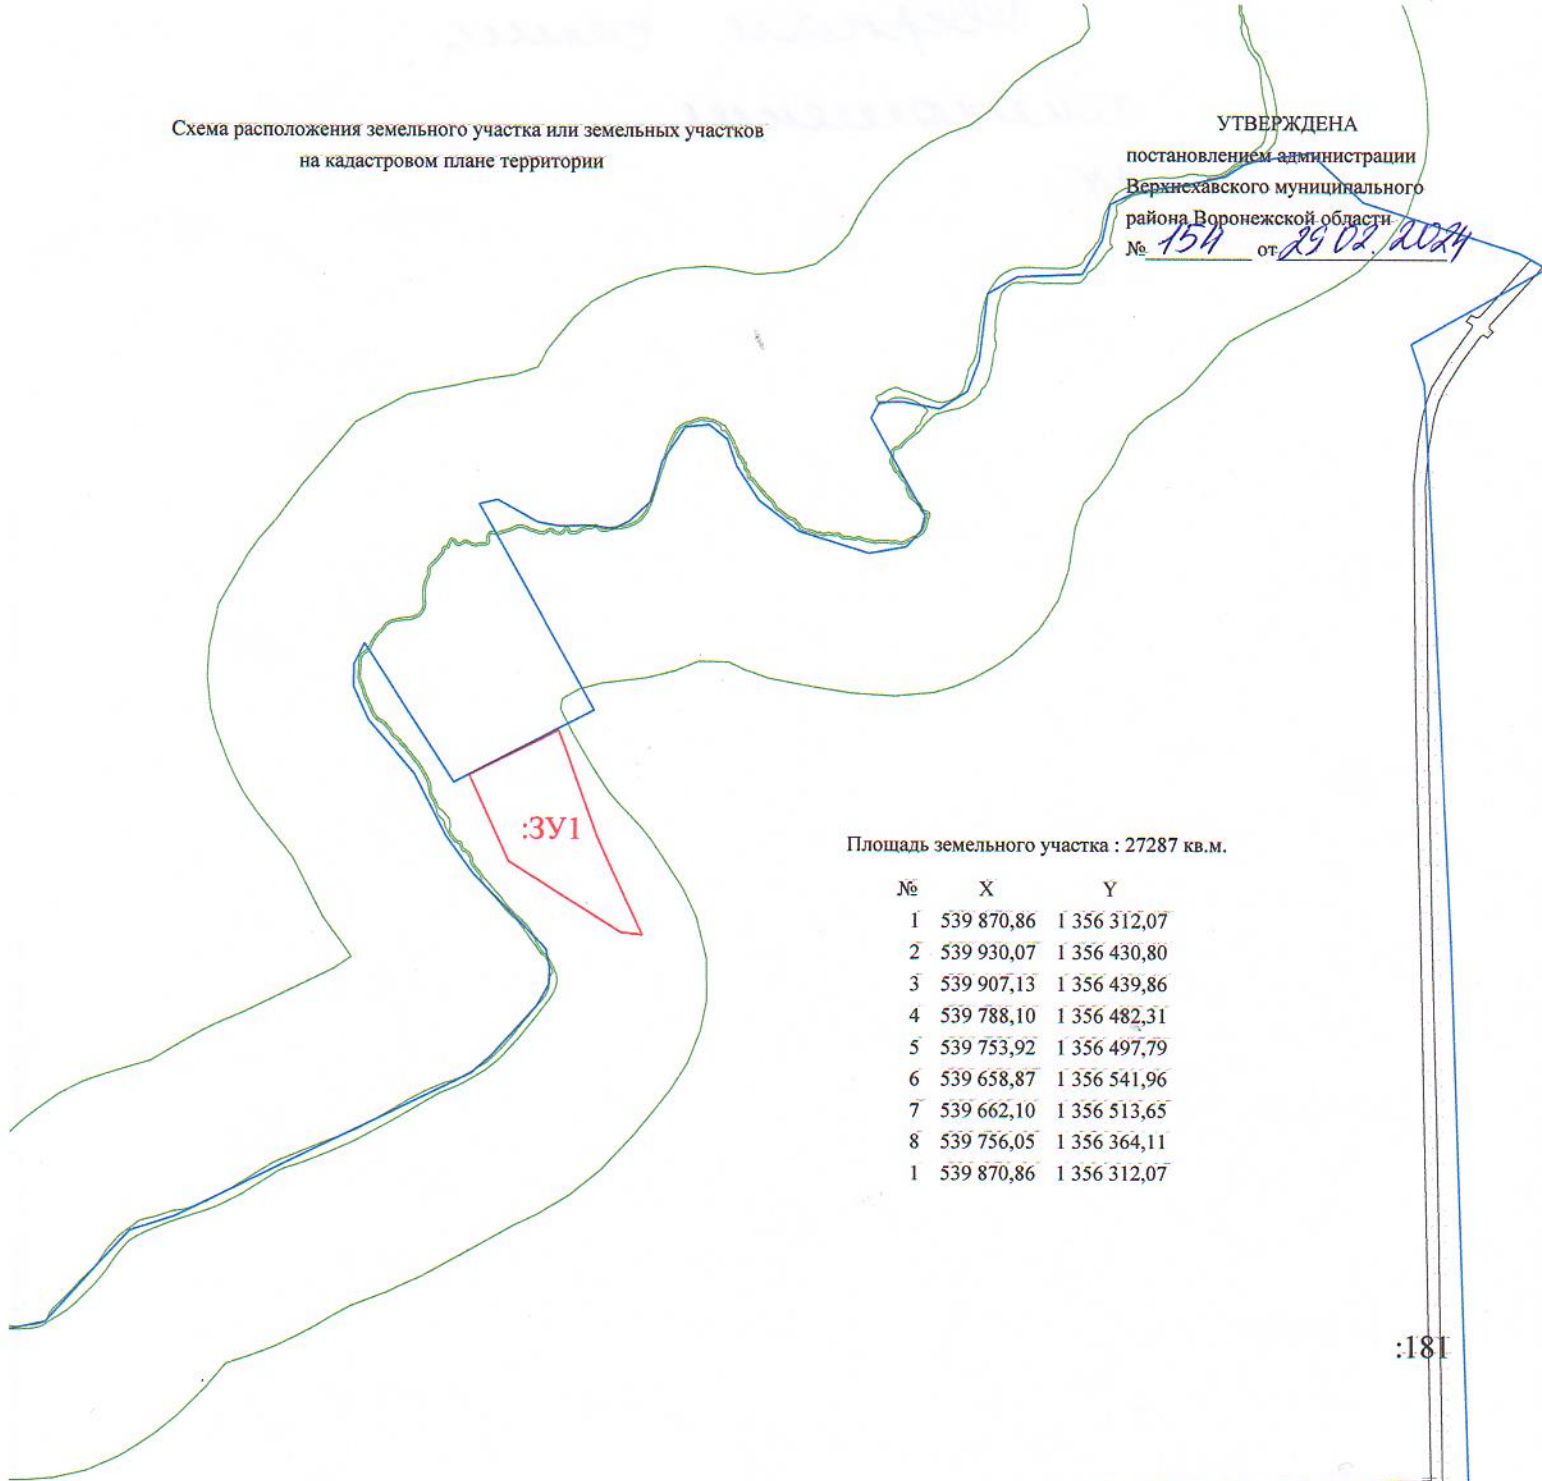 Схема расположения земельного участка или земельных участков
на кадастровом плане территории
УТВЕРЖДЕНА
постановлением администрации
Верхнехавского муниципального
района Воронежской области
№ 154 от 29.02.2024
:ЗУ1
Площадь земельного участка : 27287 кв.м.
№ X Y
1 539 870,86 1 356 312,07
2 539 930,07 1 356 430,80
3 539 907,13 1 356 439,86
4 539 788,10 1 356 482,31
5 539 753,92 1 356 497,79
6 539 658,87 1 356 541,96
7 539 662,10 1 356 513,65
8 539 756,05 1 356 364,11
1 539 870,86 1 356 312,07
:181